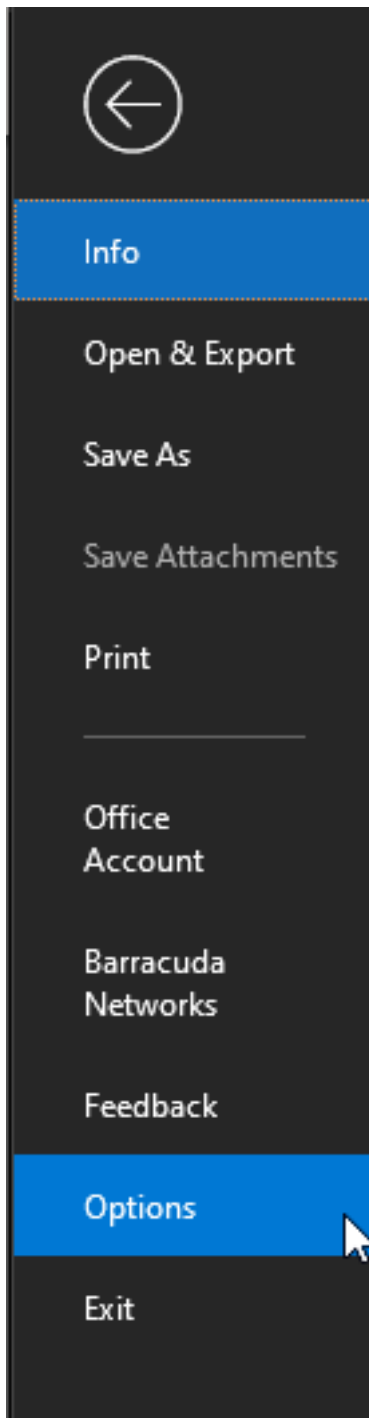 Info
Open & Export
Save As
Save Attachments
Print
Office
Account
Barracuda
Networks
Feedback
Options
Exit